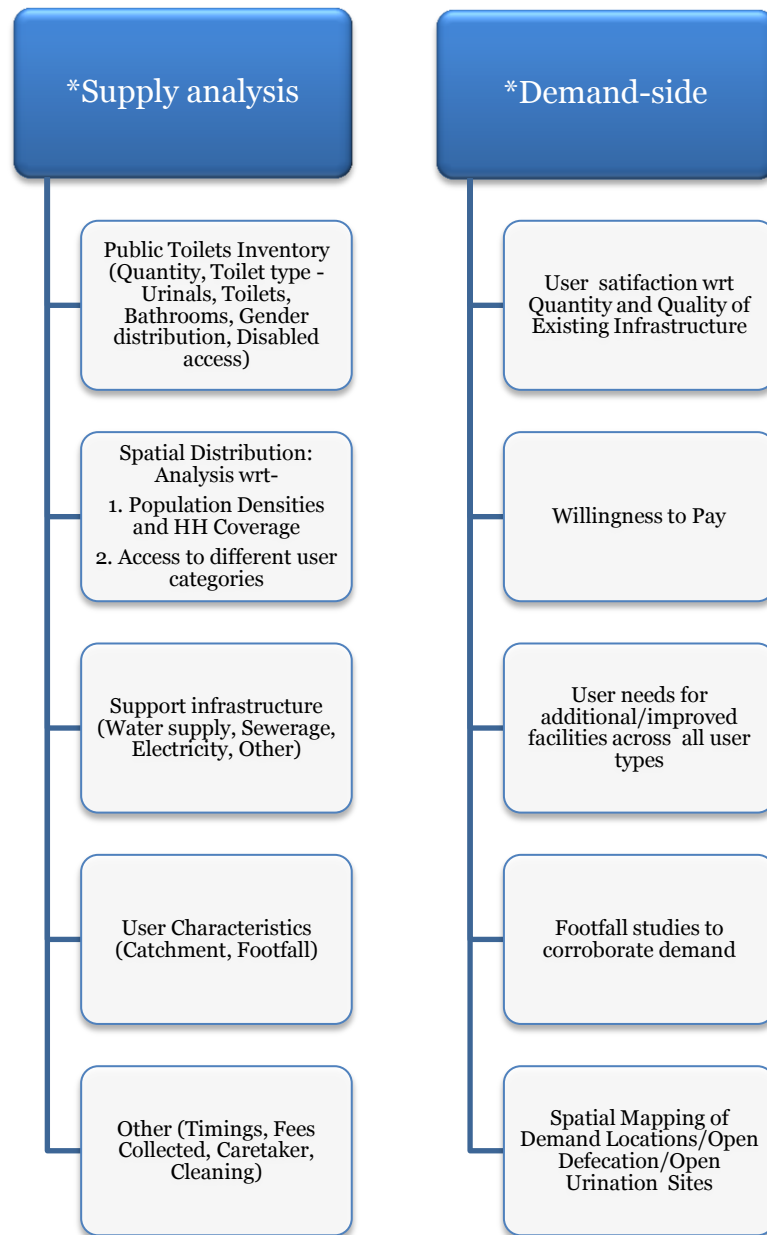 *Supply analysis
Public Toilets Inventory
(Quantity, Toilet type -
Urinals, Toilets,
Bathrooms, Gender
distribution, Disabled
access)
Spatial Distribution:
Analysis wrt-
1. Population Densities
and HH Coverage
2. Access to different user
categories
Support infrastructure
(Water supply, Sewerage,
Electricity, Other)
User Characteristics
(Catchment, Footfall)
Other (Timings, Fees
Collected, Caretaker,
Cleaning)
*Demand-side
User satifaction wrt
Quantity and Quality of
Existing Infrastructure
Willingness to Pay
User needs for
additional/improved
facilities across all user
types
Footfall studies to
corroborate demand
Spatial Mapping of
Demand Locations/Open
Defecation/Open
Urination Sites